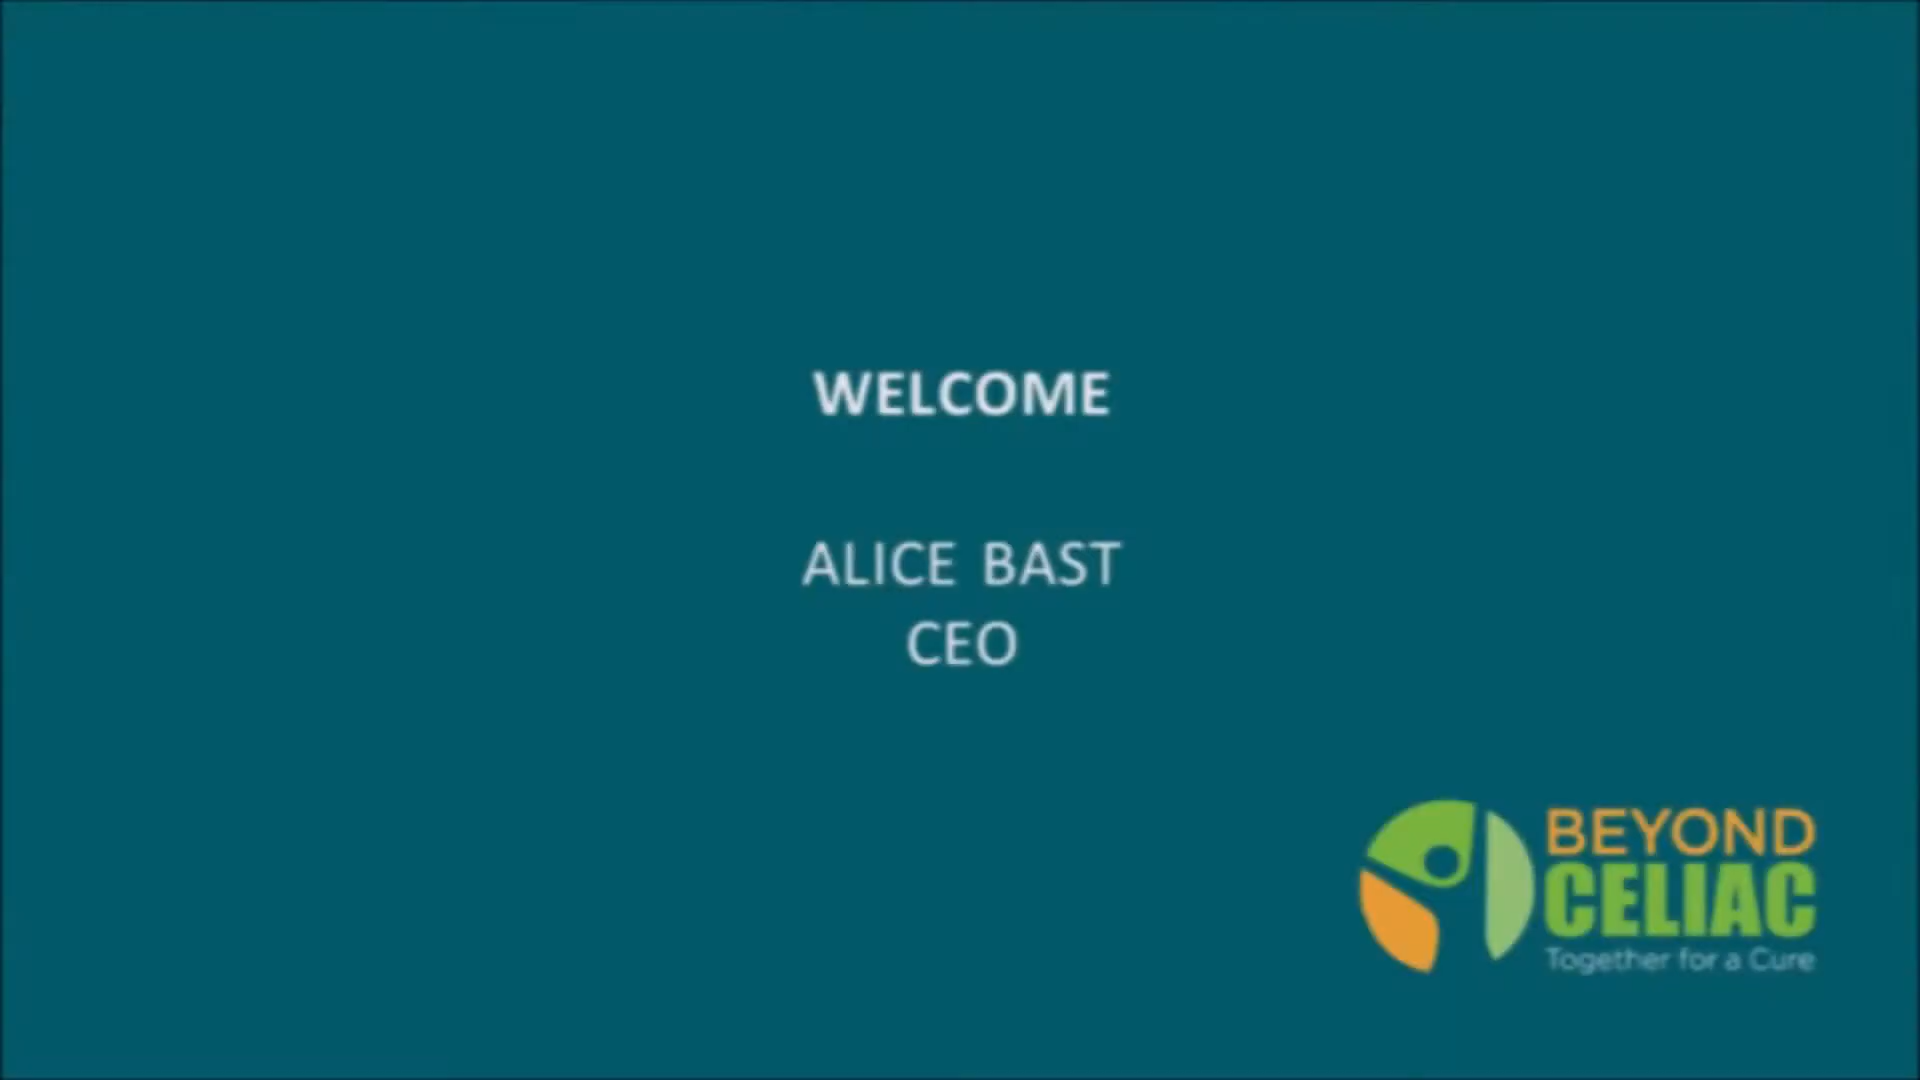 WELCOME
ALICE BAST
CEO
BEYOND
CELIAC
Together for a Cure